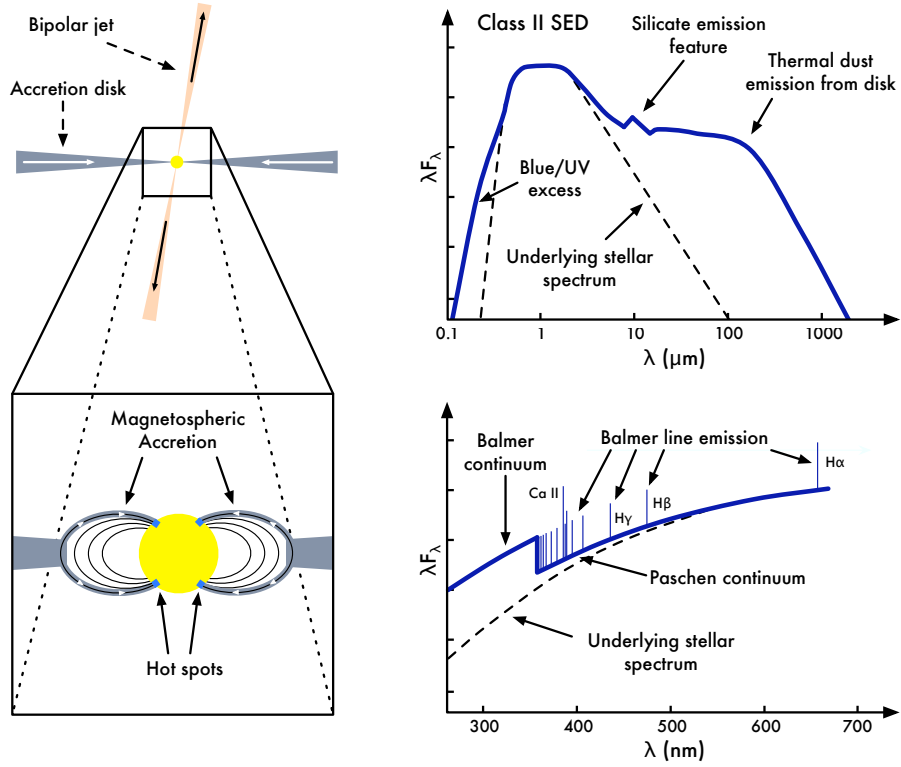 Bipolar jet
Accretion disk
Magnetospheric
Accretion
Hot spots
Class II SED
Silicate emission
feature
Thermal dust
emission from disk
Blue/UV
excess
Underlying stellar
spectrum
λFλ
0.1 1 10 100 1000
λ (μm)
Balmer
continuum
Balmer line emission
Ca II
Hγ
Hβ
Hα
Paschen continuum
Underlying stellar
spectrum
λFλ
300 400 500 600 700
λ (nm)